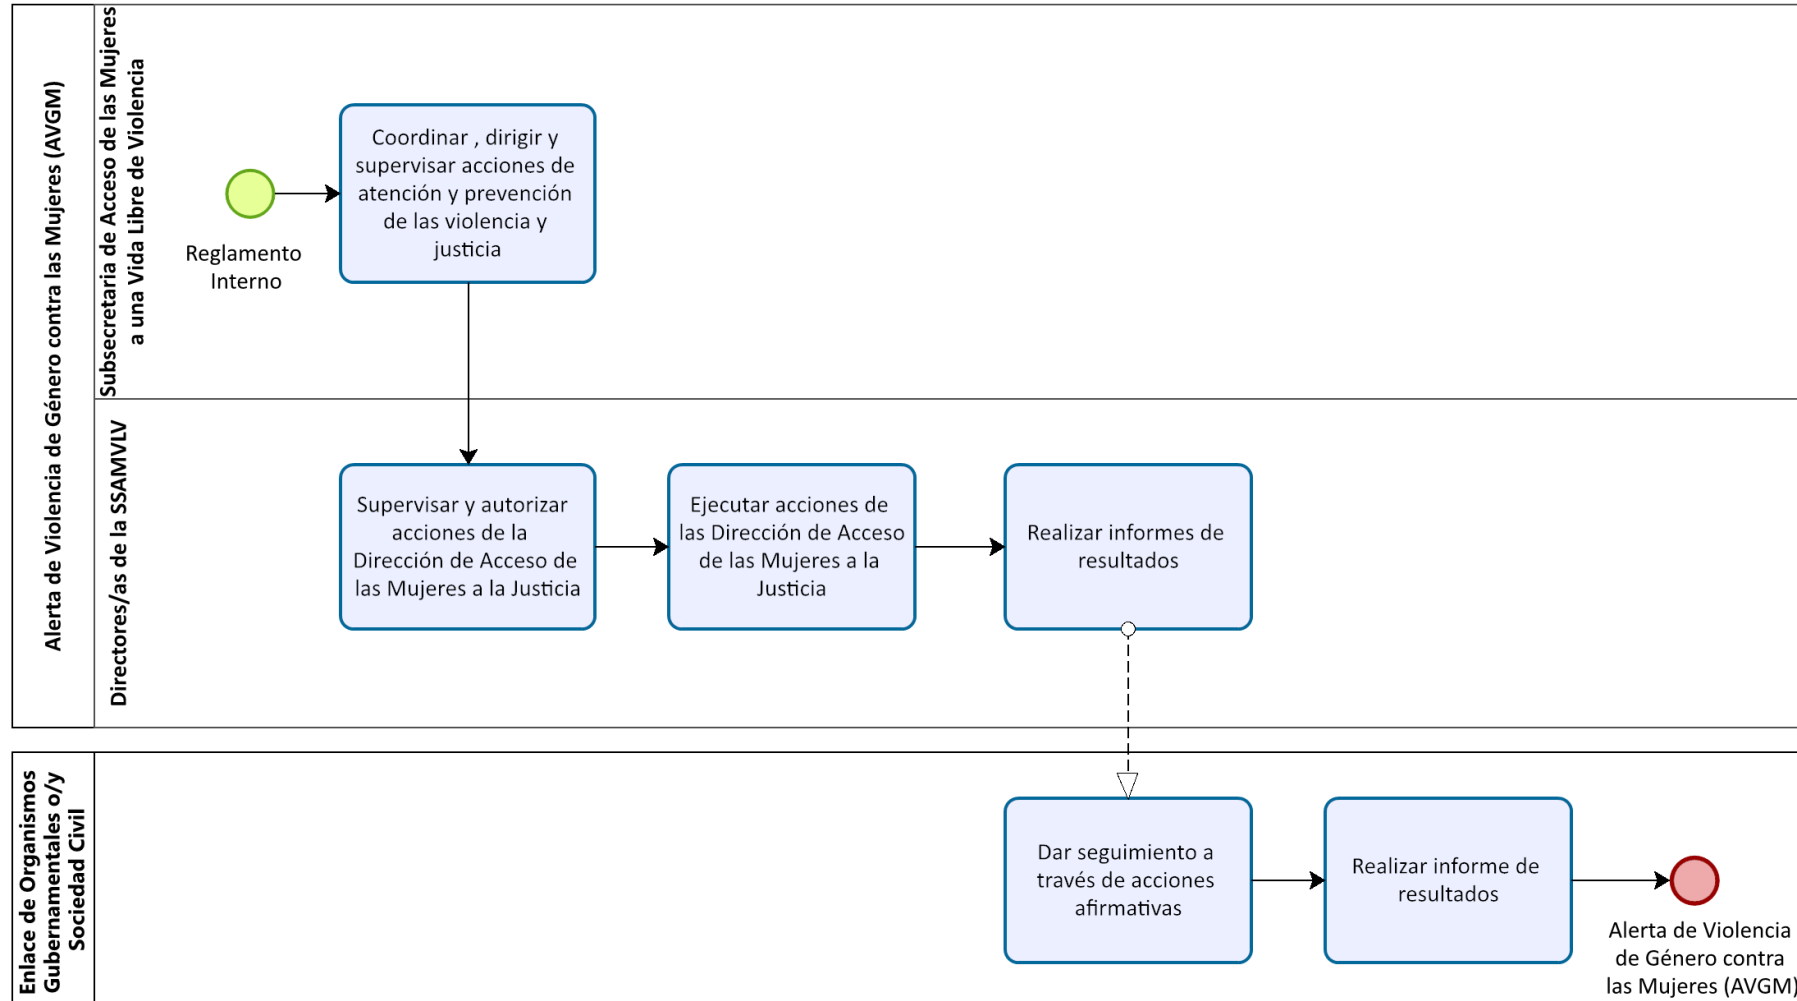 Alerta de Violencia de Género contra las Mujeres (AVGM)
Subsecretaria de Acceso de las Mujeres
a una Vida Libre de Violencia
Reglamento
Interno
Coordinar , dirigir y
supervisar acciones de
atención y prevención
de las violencia y
justicia
Directores/as de la SSAMVLV
Supervisar y autorizar
acciones de la
Dirección de Acceso de
las Mujeres a la Justicia
Ejecutar acciones de
las Dirección de Acceso
de las Mujeres a la
Justicia
Realizar informes de
resultados
Enlace de Organismos
Gubernamentales o/y
Sociedad Civil
Dar seguimiento a
través de acciones
afirmativas
Realizar informe de
resultados
Alerta de Violencia
de Género contra
las Mujeres (AVGM)